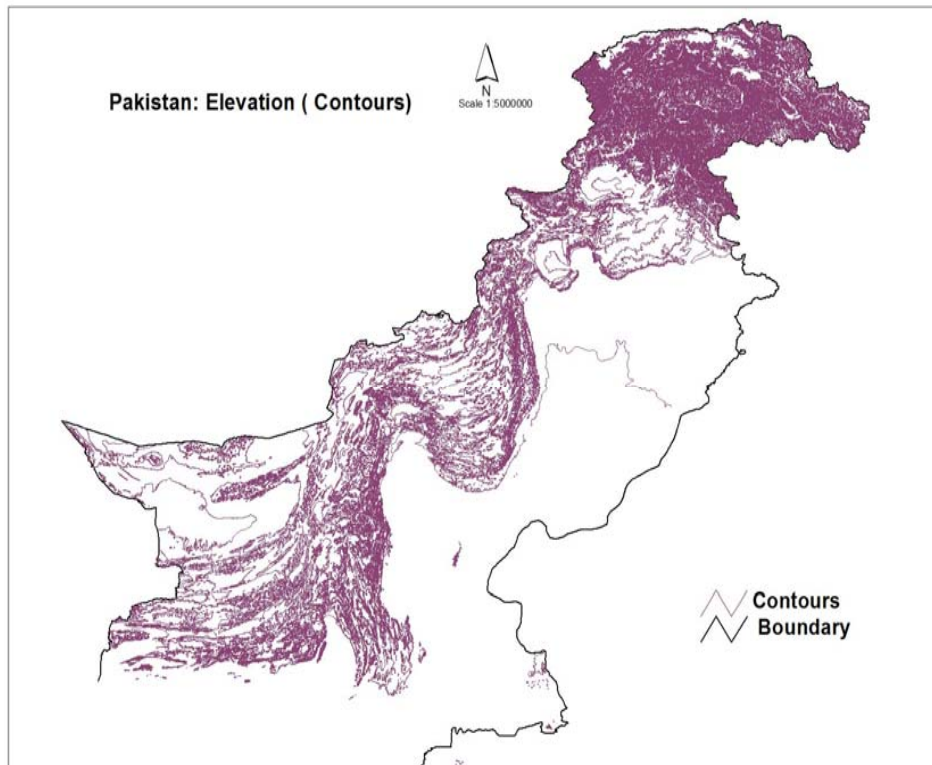 Pakistan: Elevation ( Contours)
N
Scale 1:5000000
Contours
Boundary